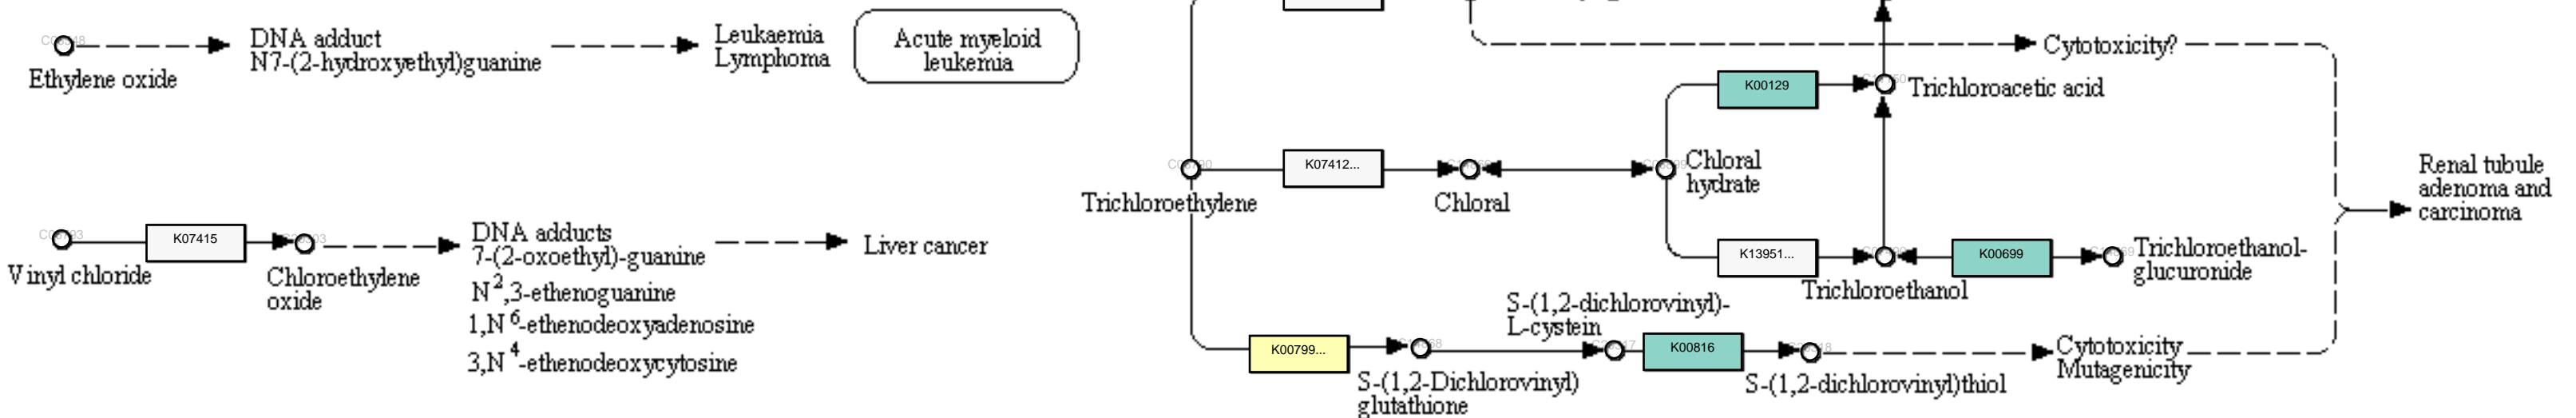 Ethylene oxide
DNA adduct
N7-(2-hydroxyethyl)guanine
Leukaemia
Lymphoma
Acute myeloid
leukemia
Vinyl chloride
K07415
Chloroethylene
oxide
DNA adducts
7-(2-oxoethyl)-guanine
N2,3-ethenoguanine
1,N6-ethenodeoxyadenosine
3,N4-ethenodeoxycytosine
Liver cancer
Cytotoxicity?
K00129
Trichloroacetic acid
Trichloroethylene
K07412...
Chloral
Chloral
hydrate
K13951...
Trichloroethanol
K00699
Trichloroethanol-
glucuronide
Renal tubule
adenoma and
carcinoma
K00799...
S-(1,2-Dichlorovinyl)
glutathione
S-(1,2-dichlorovinyl)-
L-cystein
K00816
S-(1,2-dichlorovinyl)thiol
Cytotoxicity
Mutagenicity